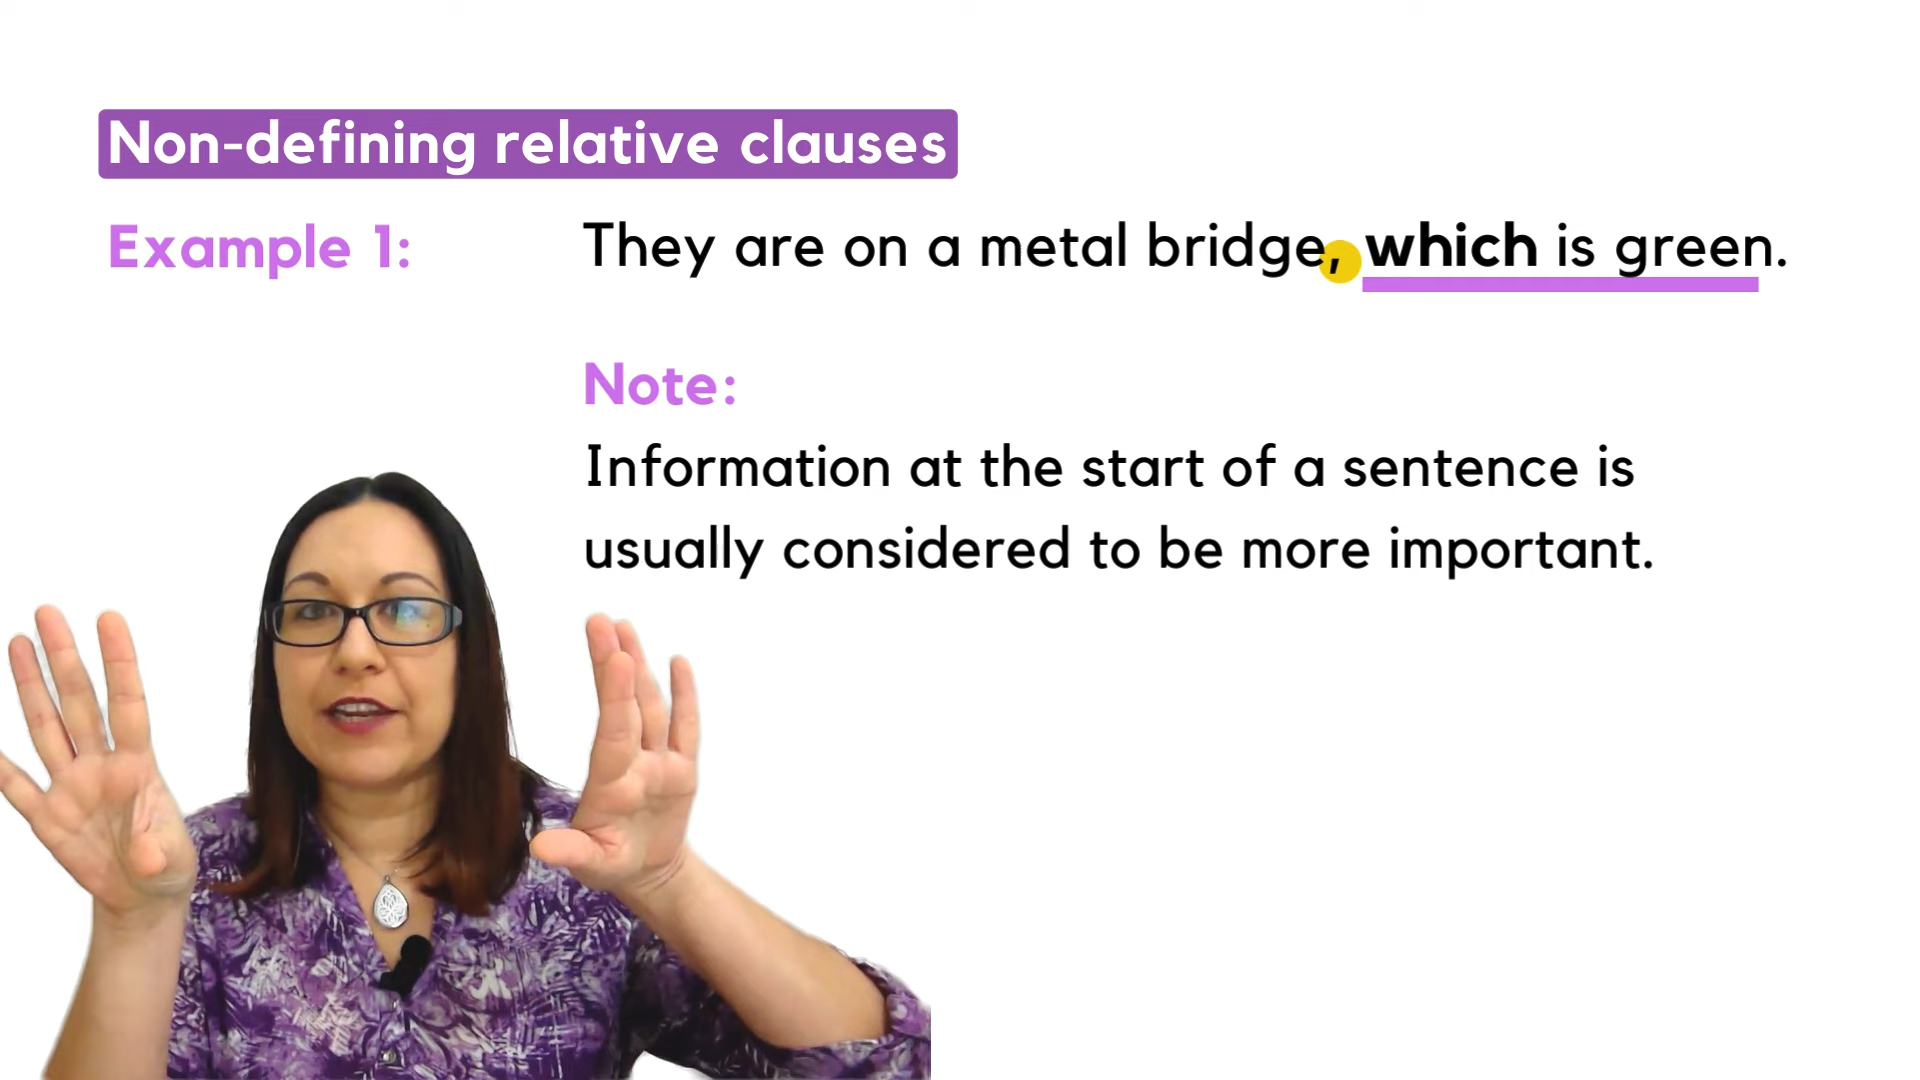 Non-defining relative clauses
Example 1: They are on a metal bridge, which is green.
Note:
Information at the start of a sentence is
usually considered to be more important.